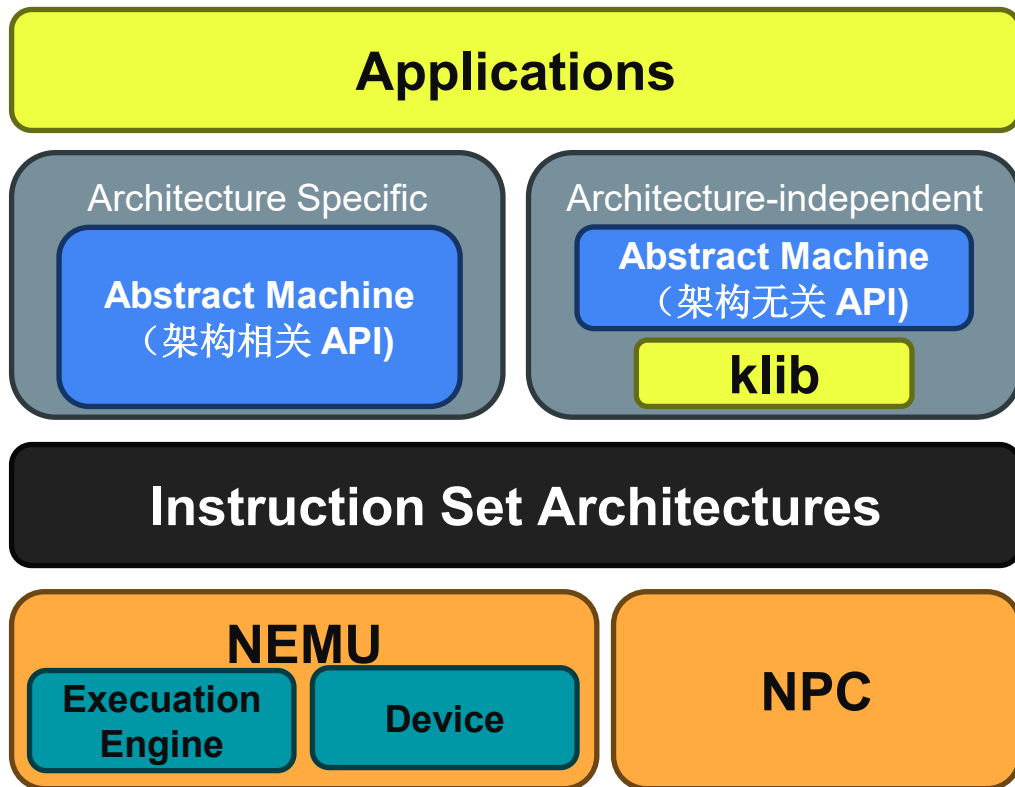 Applications
Architecture Specific
Abstract Machine
（架构相关 API)
Architecture-independent
Abstract Machine
（架构无关 API)
klib
Instruction Set Architectures
NEMU
Execuation
Engine
Device
NPC